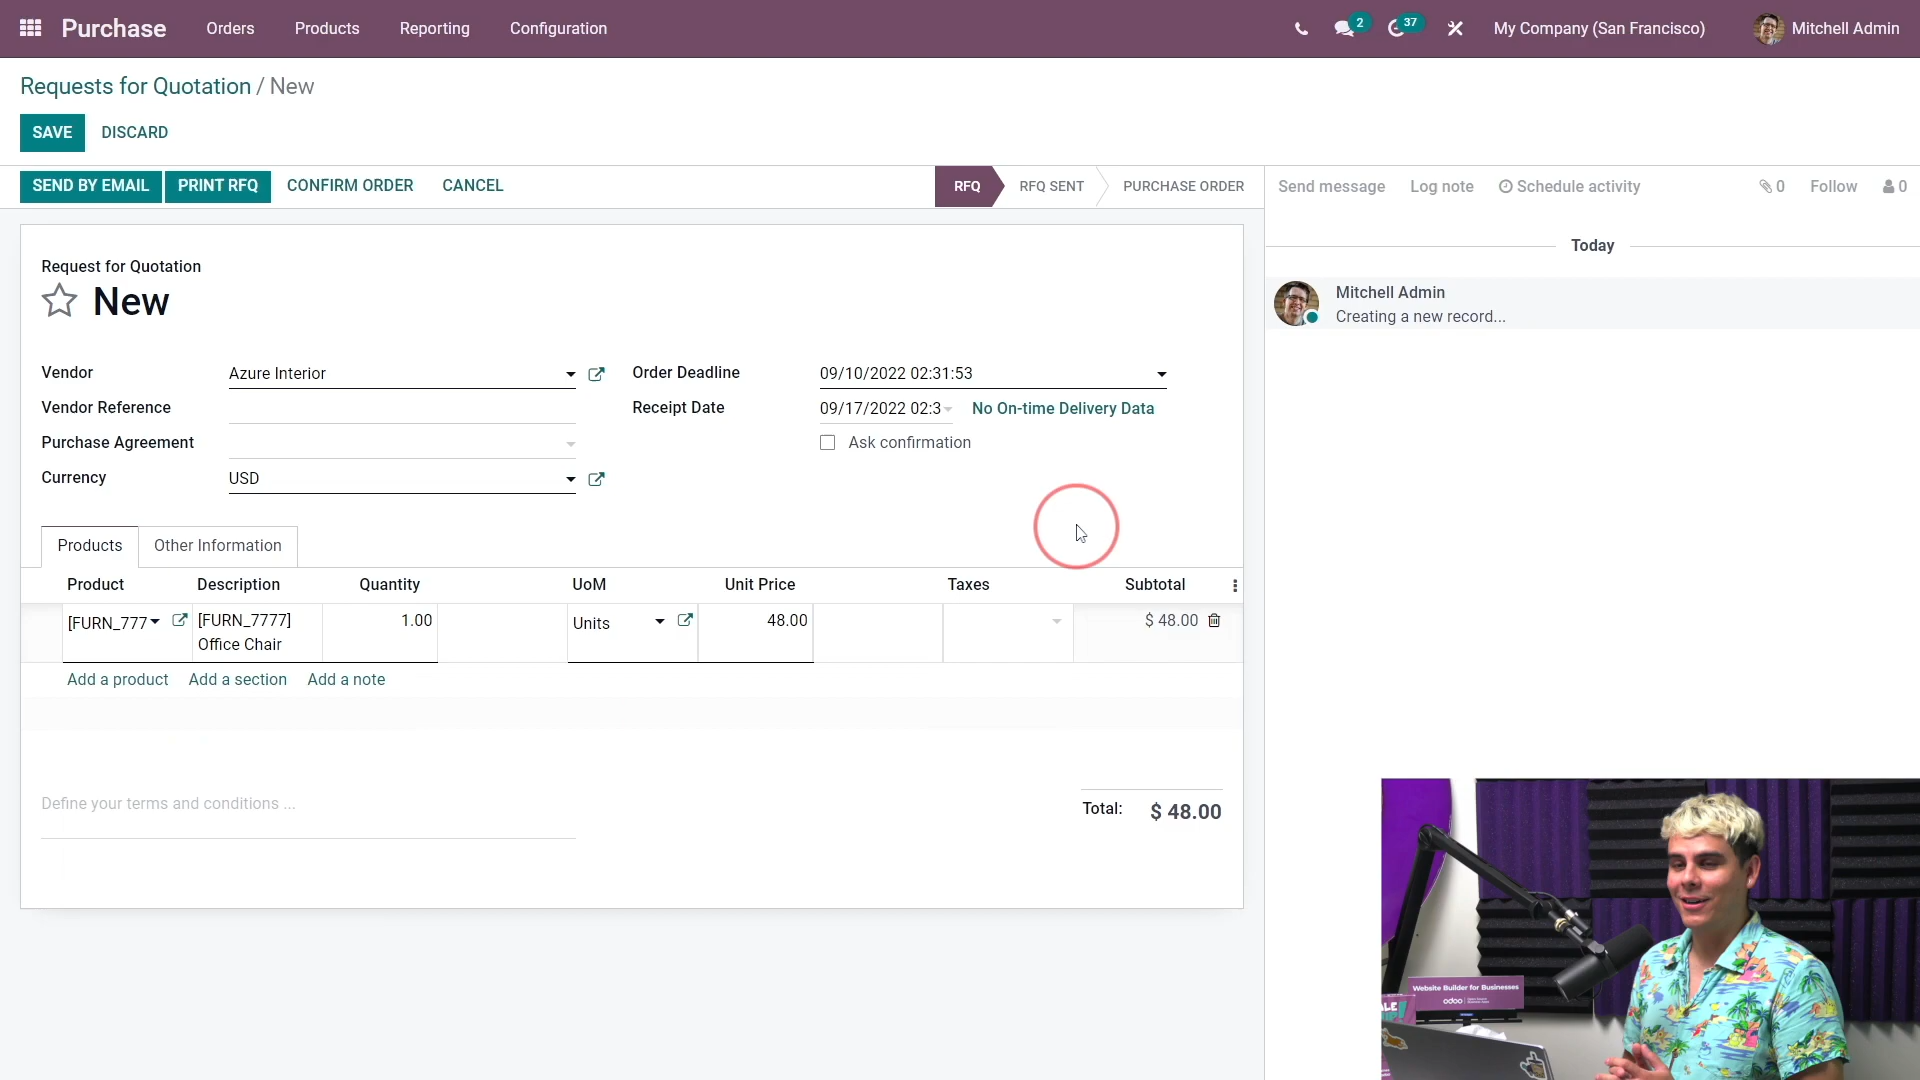 Purchase Orders Products Reporting Configuration 2 37 My Company (San Francisco) Mitchell Admin
Requests for Quotation / New
SAVE DISCARD
SEND BY EMAIL PRINT RFQ CONFIRM ORDER CANCEL RFQ RFQ SENT PURCHASE ORDER Send message Log note Schedule activity 0 Follow 0
Today
Mitchell Admin
Creating a new record...
Request for Quotation
New
Vendor Azure Interior Order Deadline 09/10/2022 02:31:53
Vendor Reference Receipt Date 09/17/2022 02:3 No On-time Delivery Data
Purchase Agreement Ask confirmation
Currency USD
Products Other Information
Product Description Quantity UoM Unit Price Taxes Subtotal
[FURN_777 [FURN_7777] 1.00 Units 48.00 $ 48.00
Office Chair
Add a product Add a section Add a note
Define your terms and conditions ... Total: $ 48.00
Website Builder for Businesses
odoo